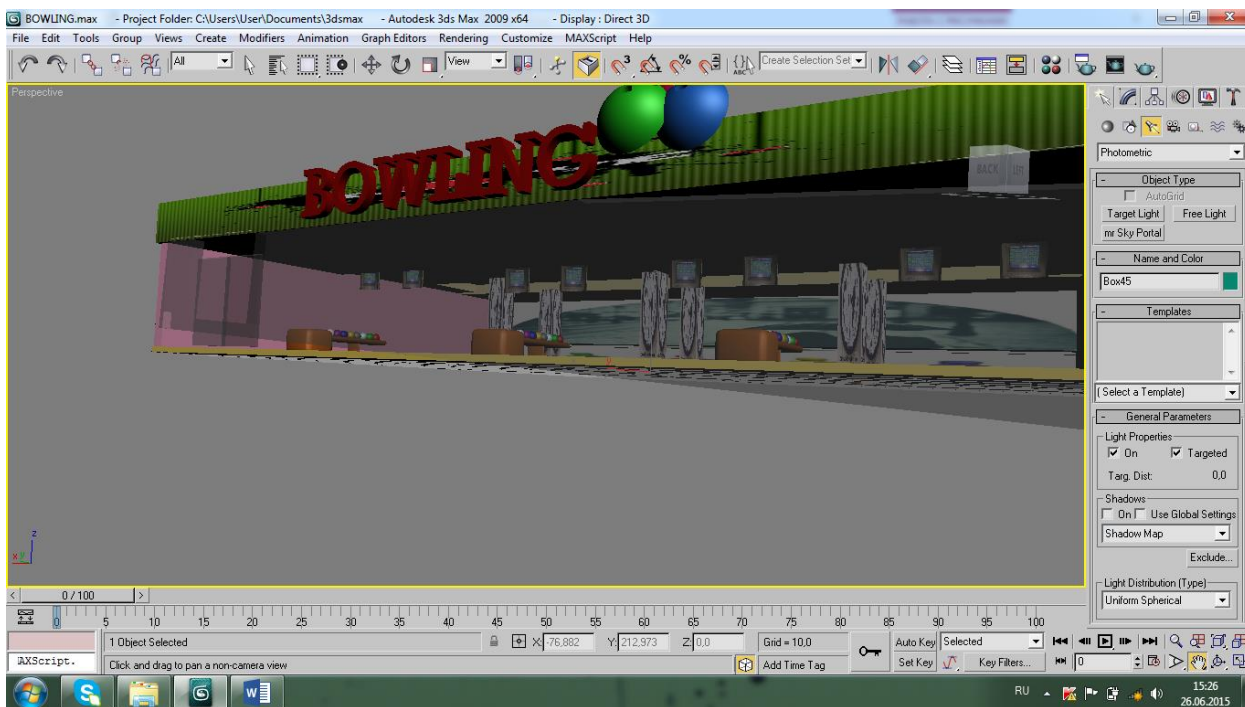 BOWLING.max - Project Folder: C:\Users\User\Documents\3dsmax - Autodesk 3ds Max 2009 x64 - Display : Direct 3D
File Edit Tools Group Views Create Modifiers Animation Graph Editors Rendering Customize MAXScript Help
All View ABC Create Selection Set
Perspective
BOWLING
BACK
Photometric
- Object Type
AutoGrid
Target Light Free Light
mr Sky Portal
- Name and Color
Box45
- Templates
(Select a Template)
- General Parameters
Light Properties
On Targeted
Targ. Dist: 0,0
Shadows
On Use Global Settings
Shadow Map
Exclude...
Light Distribution (Type)
Uniform Spherical
< 0 / 100 >
0 5 10 15 20 25 30 35 40 45 50 55 60 65 70 75 80 85 90 95 100
1 Object Selected X: -76,882 Y: 212,973 Z: 0,0 Grid = 10,0 Auto Key Selected
MAXScript. Click and drag to pan a non-camera view Add Time Tag Set Key Key Filters... 0
RU 15:26
26.06.2015